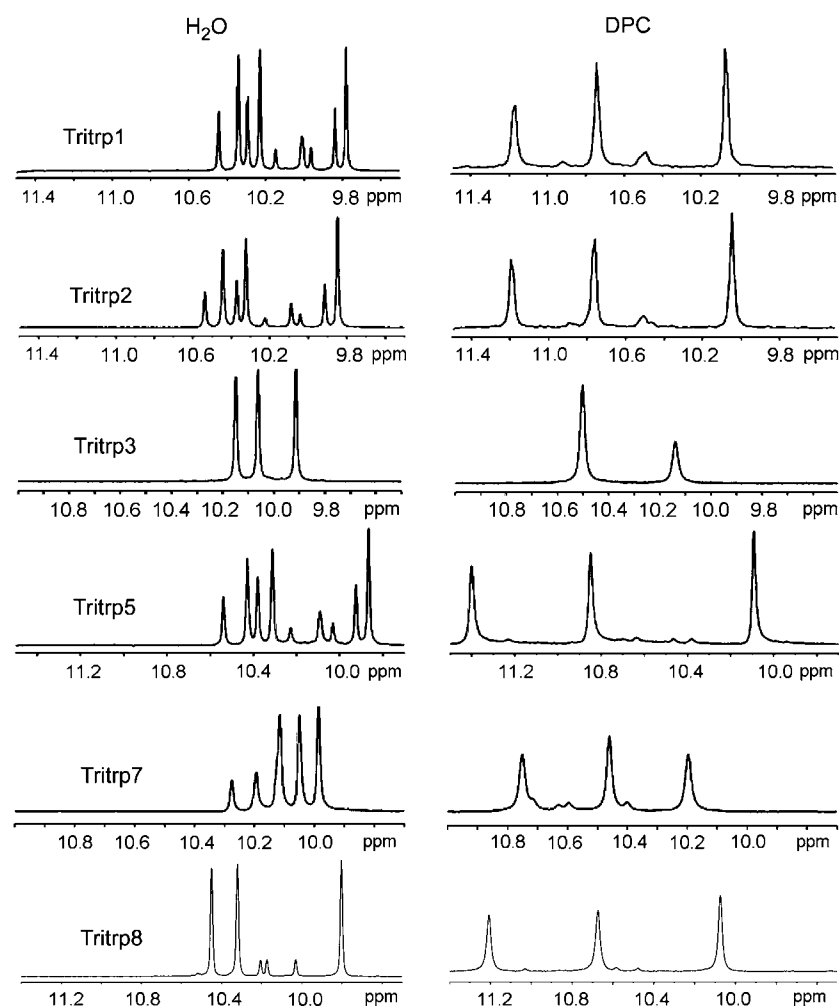 H₂O DPC
Tritrp1
11.4 11.0 10.6 10.2 9.8 ppm 11.4 11.0 10.6 10.2 9.8 ppm
Tritrp2
11.4 11.0 10.6 10.2 9.8 ppm 11.4 11.0 10.6 10.2 9.8 ppm
Tritrp3
10.8 10.6 10.4 10.2 10.0 9.8 ppm 10.8 10.6 10.4 10.2 10.0 9.8 ppm
Tritrp5
11.2 10.8 10.4 10.0 ppm 11.2 10.8 10.4 10.0 ppm
Tritrp7
10.8 10.6 10.4 10.2 10.0 ppm 10.8 10.6 10.4 10.2 10.0 ppm
Tritrp8
11.2 10.8 10.4 10.0 ppm 11.2 10.8 10.4 10.0 ppm